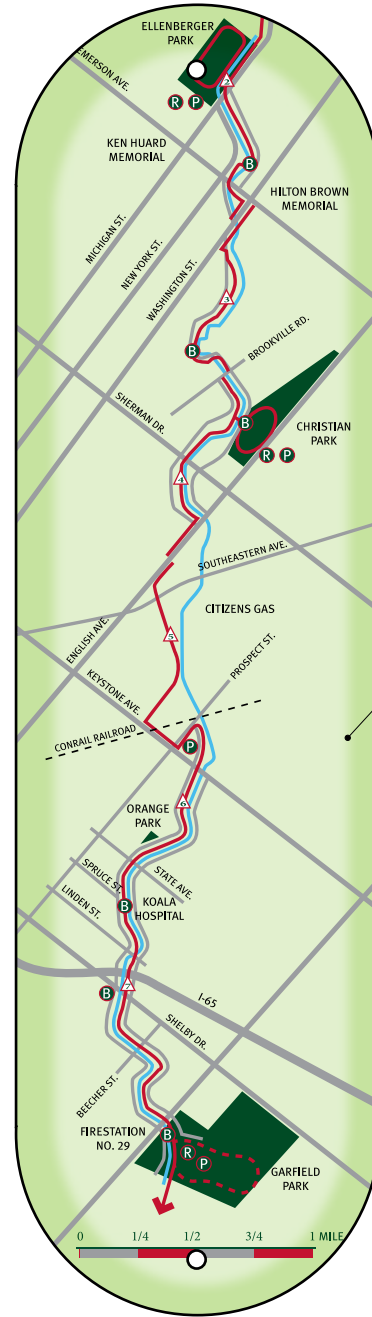 ELLENBERGER
PARK
EMERSON AVE.
2
R P
KEN HUARD
MEMORIAL
B
HILTON BROWN
MEMORIAL
MICHIGAN ST.
NEW YORK ST.
WASHINGTON ST.
3
B
BROOKVILLE RD.
SHERMAN DR.
B
CHRISTIAN
PARK
R P
4
SOUTHEASTERN AVE.
CITIZENS GAS
ENGLISH AVE.
5
PROSPECT ST.
KEYSTONE AVE.
CONRAIL RAILROAD
P
6
ORANGE
PARK
STATE AVE.
SPRUCE ST.
B
KOALA
HOSPITAL
LINDEN ST.
7
B
I-65
SHELBY DR.
BEECHER ST.
FIRESTATION
NO. 29
B
R
P
GARFIELD
PARK
0 1/4 1/2 3/4 1 MILE